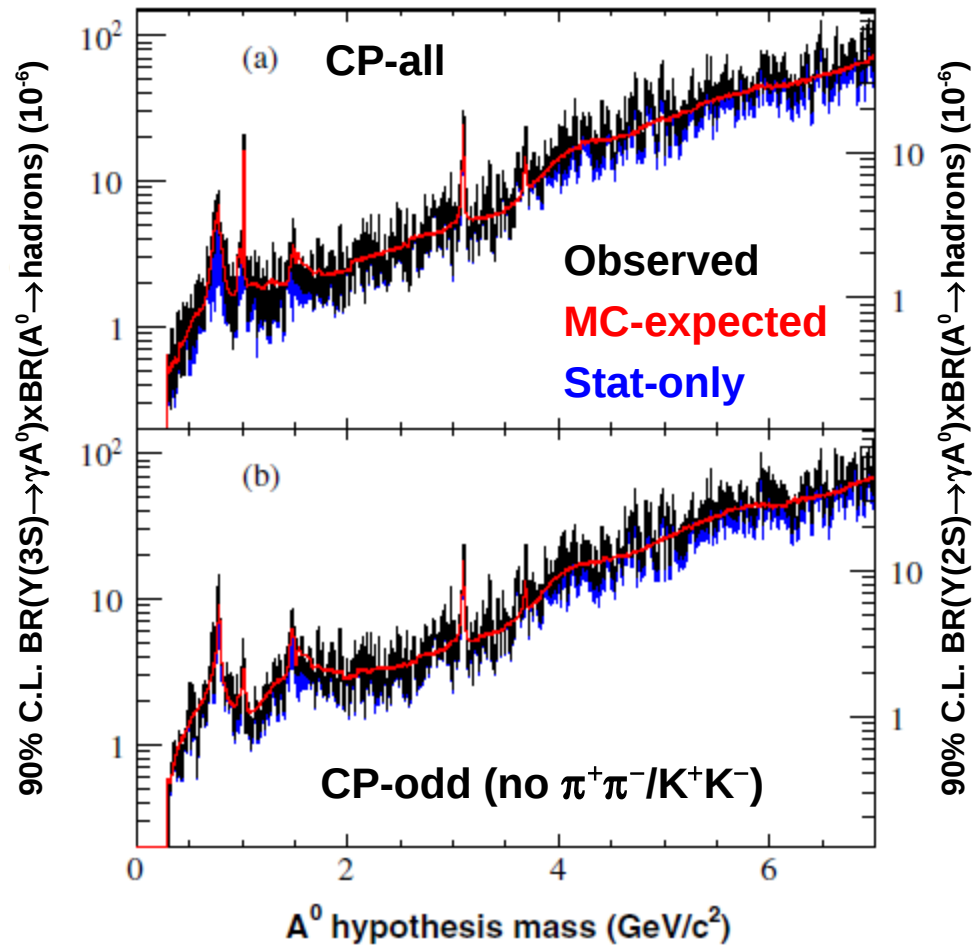 90% C.L. BR(Y(3S)→γA⁰)xBR(A⁰→hadrons) (10⁻⁶)
10²
10
1
(a)
CP-all
Observed
MC-expected
Stat-only
10
1
10²
10
1
(b)
CP-odd (no π⁺π⁻/K⁺K⁻)
10
1
90% C.L. BR(Y(2S)→γA⁰)xBR(A⁰→hadrons) (10⁻⁶)
0 2 4 6
A⁰ hypothesis mass (GeV/c²)